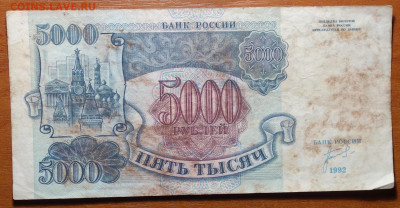 coins.LAVE.RU
БАНК РОССИИ
5000
5000
5000
РУБЛЕЙ
БАНК РОССИИ
1992
5000
ПЯТЬ ТЫСЯЧ